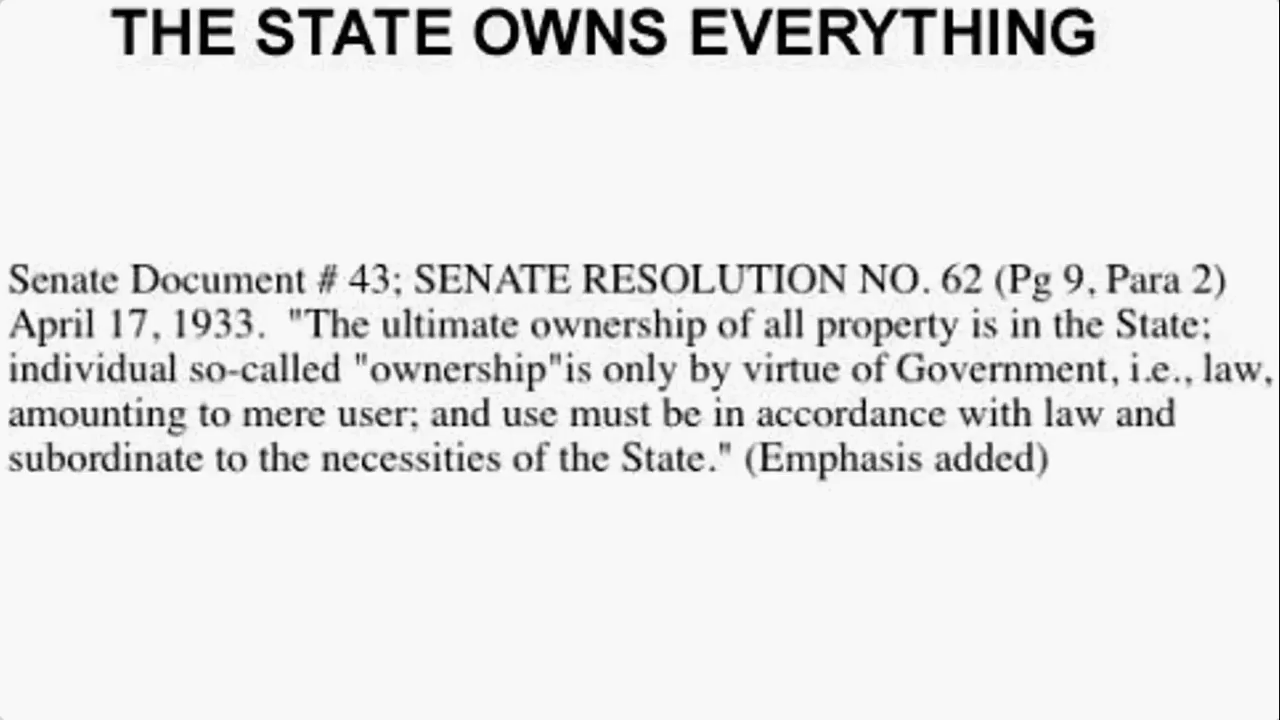 THE STATE OWNS EVERYTHING
Senate Document # 43; SENATE RESOLUTION NO. 62 (Pg 9, Para 2)
April 17, 1933.  "The ultimate ownership of all property is in the State;
individual so-called "ownership"is only by virtue of Government, i.e., law,
amounting to mere user; and use must be in accordance with law and
subordinate to the necessities of the State." (Emphasis added)